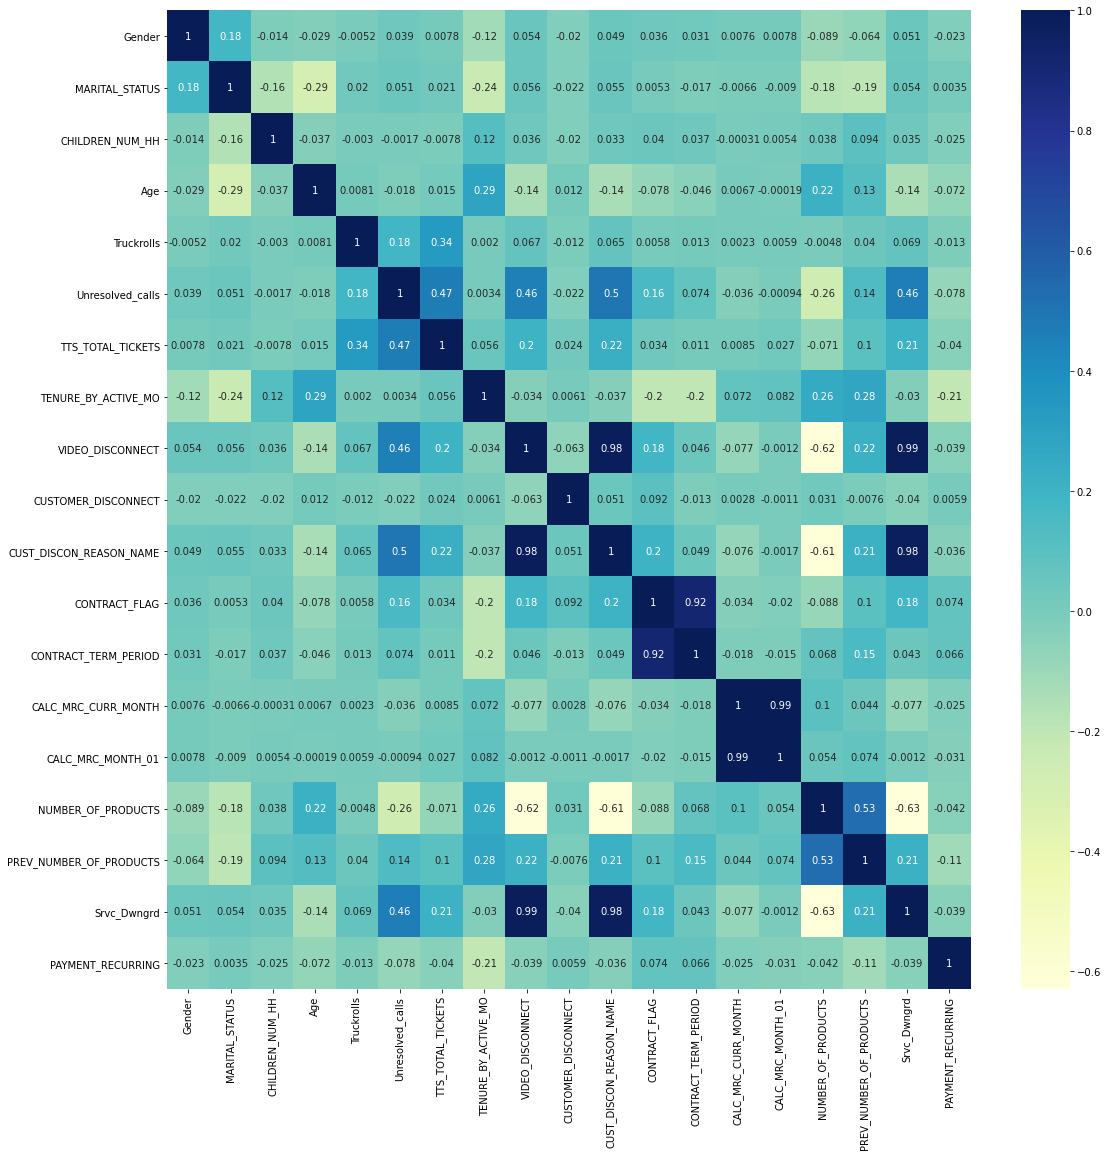 Gender 1 0.18 -0.014 -0.029 -0.0052 0.039 0.0078 -0.12 0.054 -0.02 0.049 0.036 0.031 0.0076 0.0078 -0.089 -0.064 0.051 -0.023
MARITAL_STATUS 0.18 1 -0.16 -0.29 0.02 0.051 0.021 -0.24 0.056 -0.022 0.055 0.0053 -0.017 -0.0066 -0.009 -0.18 -0.19 0.054 0.0035
CHILDREN_NUM_HH -0.014 -0.16 1 -0.037 -0.003 -0.0017 -0.0078 0.12 0.036 -0.02 0.033 0.04 0.037 -0.00031 0.0054 0.038 0.094 0.035 -0.025
Age -0.029 -0.29 -0.037 1 0.0081 -0.018 0.015 0.29 -0.14 0.012 -0.14 -0.078 -0.046 0.0067 -0.00019 0.22 0.13 -0.14 -0.072
Truckrolls -0.0052 0.02 -0.003 0.0081 1 0.18 0.34 0.002 0.067 -0.012 0.065 0.0058 0.013 0.0023 0.0059 -0.0048 0.04 0.069 -0.013
Unresolved_calls 0.039 0.051 -0.0017 -0.018 0.18 1 0.47 0.0034 0.46 -0.022 0.5 0.16 0.074 -0.036 -0.00094 -0.26 0.14 0.46 -0.078
TTS_TOTAL_TICKETS 0.0078 0.021 -0.0078 0.015 0.34 0.47 1 0.056 0.2 0.024 0.22 0.034 0.011 0.0085 0.027 -0.071 0.1 0.21 -0.04
TENURE_BY_ACTIVE_MO -0.12 -0.24 0.12 0.29 0.002 0.0034 0.056 1 -0.034 0.0061 -0.037 -0.2 -0.2 0.072 0.082 0.26 0.28 -0.03 -0.21
VIDEO_DISCONNECT 0.054 0.056 0.036 -0.14 0.067 0.46 0.2 -0.034 1 -0.063 0.98 0.18 0.046 -0.077 -0.0012 -0.62 0.22 0.99 -0.039
CUSTOMER_DISCONNECT -0.02 -0.022 -0.02 0.012 -0.012 -0.022 0.024 0.0061 -0.063 1 0.051 0.092 -0.013 0.0028 -0.0011 0.031 -0.0076 -0.04 0.0059
CUST_DISCON_REASON_NAME 0.049 0.055 0.033 -0.14 0.065 0.5 0.22 -0.037 0.98 0.051 1 0.2 0.049 -0.076 -0.0017 -0.61 0.21 0.98 -0.036
CONTRACT_FLAG 0.036 0.0053 0.04 -0.078 0.0058 0.16 0.034 -0.2 0.18 0.092 0.2 1 0.92 -0.034 -0.02 -0.088 0.1 0.18 0.074
CONTRACT_TERM_PERIOD 0.031 -0.017 0.037 -0.046 0.013 0.074 0.011 -0.2 0.046 -0.013 0.049 0.92 1 -0.018 -0.015 0.068 0.15 0.043 0.066
CALC_MRC_CURR_MONTH 0.0076 -0.0066 -0.00031 0.0067 0.0023 -0.036 0.0085 0.072 -0.077 0.0028 -0.076 -0.034 -0.018 1 0.99 0.1 0.044 -0.077 -0.025
CALC_MRC_MONTH_01 0.0078 -0.009 0.0054 -0.00019 0.0059 -0.00094 0.027 0.082 -0.0012 -0.0011 -0.0017 -0.02 -0.015 0.99 1 0.054 0.074 -0.0012 -0.031
NUMBER_OF_PRODUCTS -0.089 -0.18 0.038 0.22 -0.0048 -0.26 -0.071 0.26 -0.62 0.031 -0.61 -0.088 0.068 0.1 0.054 1 0.53 -0.63 -0.042
PREV_NUMBER_OF_PRODUCTS -0.064 -0.19 0.094 0.13 0.04 0.14 0.1 0.28 0.22 -0.0076 0.21 0.1 0.15 0.044 0.074 0.53 1 0.21 -0.11
Srvc_Dwngrd 0.051 0.054 0.035 -0.14 0.069 0.46 0.21 -0.03 0.99 -0.04 0.98 0.18 0.043 -0.077 -0.0012 -0.63 0.21 1 -0.039
PAYMENT_RECURRING -0.023 0.0035 -0.025 -0.072 -0.013 -0.078 -0.04 -0.21 -0.039 0.0059 -0.036 0.074 0.066 -0.025 -0.031 -0.042 -0.11 -0.039 1
Gender
MARITAL_STATUS
CHILDREN_NUM_HH
Age
Truckrolls
Unresolved_calls
TTS_TOTAL_TICKETS
TENURE_BY_ACTIVE_MO
VIDEO_DISCONNECT
CUSTOMER_DISCONNECT
CUST_DISCON_REASON_NAME
CONTRACT_FLAG
CONTRACT_TERM_PERIOD
CALC_MRC_CURR_MONTH
CALC_MRC_MONTH_01
NUMBER_OF_PRODUCTS
PREV_NUMBER_OF_PRODUCTS
Srvc_Dwngrd
PAYMENT_RECURRING
1.0
0.8
0.6
0.4
0.2
0.0
−0.2
−0.4
−0.6